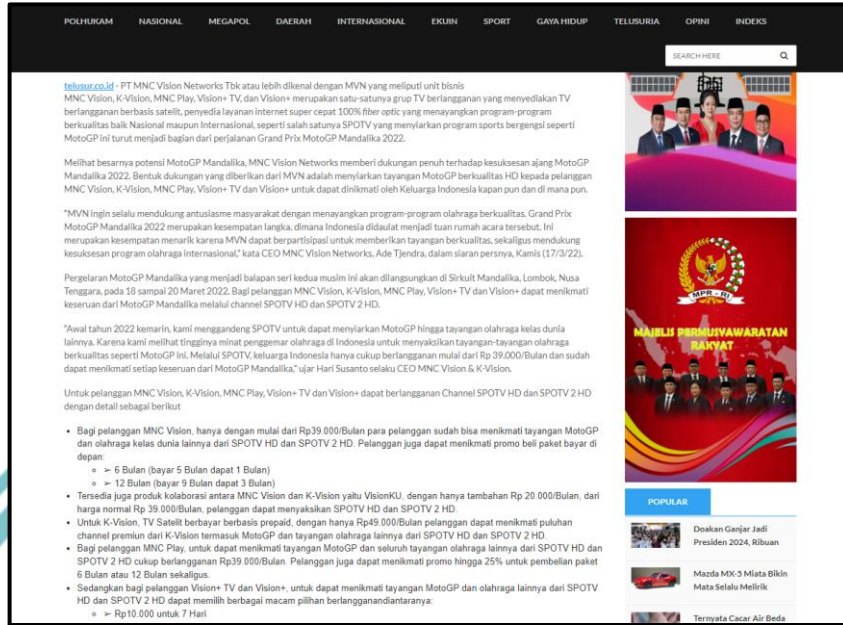 POLHUKAM NASIONAL MEGAPOL DAERAH INTERNASIONAL EKUIN SPORT GAYA HIDUP TELUSURIA OPINI INDEKS
SEARCH HERE
telusur.co.id - PT MNC Vision Networks Tbk atau lebih dikenal dengan MVN yang meliputi unit bisnis
MNC Vision, K-Vision, MNC Play, Vision+ TV, dan Vision+ merupakan satu-satunya grup TV berlangganan yang menyediakan TV
berlangganan berbasis satelit, penyedia layanan internet super cepat 100% fiber optic yang menayangkan program-program
berkualitas baik Nasional maupun Internasional, seperti salah satunya SPOTV yang menyiarkan program sports bergengsi seperti
MotoGP ini turut menjadi bagian dari perjalanan Grand Prix MotoGP Mandalika 2022.
Melihat besarnya potensi MotoGP Mandalika, MNC Vision Networks memberi dukungan penuh terhadap kesuksesan ajang MotoGP
Mandalika 2022. Bentuk dukungan yang diberikan dari MVN adalah menyiarkan tayangan MotoGP berkualitas HD kepada pelanggan
MNC Vision, K-Vision, MNC Play, Vision+ TV dan Vision+ untuk dapat dinikmati oleh Keluarga Indonesia kapan pun dan di mana pun.
"MVN ingin selalu mendukung antusiasme masyarakat dengan menayangkan program-program olahraga berkualitas. Grand Prix
MotoGP Mandalika 2022 merupakan kesempatan langka, dimana Indonesia didaulat menjadi tuan rumah acara tersebut. Ini
merupakan kesempatan menarik karena MVN dapat berpartisipasi untuk memberikan tayangan berkualitas, sekaligus mendukung
kesuksesan program olahraga internasional," kata CEO MNC Vision Networks, Ade Tjendra, dalam siaran persnya, Kamis (17/3/22).
Pergelaran MotoGP Mandalika yang menjadi balapan seri kedua musim ini akan dilangsungkan di Sirkuit Mandalika, Lombok, Nusa
Tenggara, pada 18 sampai 20 Maret 2022. Bagi pelanggan MNC Vision, K-Vision, MNC Play, Vision+ TV dan Vision+ dapat menikmati
keseruan dari MotoGP Mandalika melalui channel SPOTV HD dan SPOTV 2 HD.
"Awal tahun 2022 kemarin, kami menggandeng SPOTV untuk dapat menyiarkan MotoGP hingga tayangan olahraga kelas dunia
lainnya. Karena kami melihat tingginya minat penggemar olahraga di Indonesia untuk menyaksikan tayangan-tayangan olahraga
berkualitas seperti MotoGP ini. Melalui SPOTV, keluarga Indonesia hanya cukup berlangganan mulai dari Rp 39.000/Bulan dan sudah
dapat menikmati setiap keseruan dari MotoGP Mandalika," ujar Hari Susanto selaku CEO MNC Vision & K-Vision.
Untuk pelanggan MNC Vision, K-Vision, MNC Play, Vision+ TV dan Vision+ dapat berlangganan Channel SPOTV HD dan SPOTV 2 HD
dengan detail sebagai berikut
• Bagi pelanggan MNC Vision, hanya dengan mulai dari Rp39.000/Bulan para pelanggan sudah bisa menikmati tayangan MotoGP
dan olahraga kelas dunia lainnya dari SPOTV HD dan SPOTV 2 HD. Pelanggan juga dapat menikmati promo beli paket bayar di
depan:
○ ➢ 6 Bulan (bayar 5 Bulan dapat 1 Bulan)
○ ➢ 12 Bulan (bayar 9 Bulan dapat 3 Bulan)
• Tersedia juga produk kolaborasi antara MNC Vision dan K-Vision yaitu VisionKU, dengan hanya tambahan Rp 20.000/Bulan, dari
harga normal Rp 39.000/Bulan, pelanggan dapat menyaksikan SPOTV HD dan SPOTV 2 HD.
• Untuk K-Vision, TV Satelit berbayar berbasis prepaid, dengan hanya Rp49.000/Bulan pelanggan dapat menikmati puluhan
channel premiun dari K-Vision termasuk MotoGP dan tayangan olahraga lainnya dari SPOTV HD dan SPOTV 2 HD.
• Bagi pelanggan MNC Play, untuk dapat menikmati tayangan MotoGP dan seluruh tayangan olahraga lainnya dari SPOTV HD dan
SPOTV 2 HD cukup berlangganan Rp39.000/Bulan. Pelanggan juga dapat menikmati promo hingga 25% untuk pembelian paket
6 Bulan atau 12 Bulan sekaligus.
• Sedangkan bagi pelanggan Vision+ TV dan Vision+, untuk dapat menikmati tayangan MotoGP dan olahraga lainnya dari SPOTV
HD dan SPOTV 2 HD dapat memilih berbagai macam pilihan berlanggananandiantaranya:
○ ➢ Rp10.000 untuk 7 Hari
MPR - RI
MAJELIS PERMUSYAWARATAN
RAKYAT
POPULAR
Doakan Ganjar Jadi
Presiden 2024, Ribuan
Mazda MX-5 Miata Bikin
Mata Selalu Melirik
Ternyata Cacar Air Beda